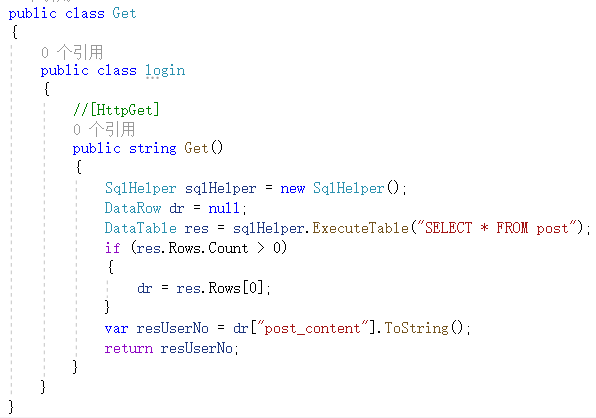 public class Get
{
0 个引用
public class login
{
//[HttpGet]
0 个引用
public string Get()
{
SqlHelper sqlHelper = new SqlHelper();
DataRow dr = null;
DataTable res = sqlHelper.ExecuteTable("SELECT * FROM post");
if (res.Rows.Count > 0)
{
dr = res.Rows[0];
}
var resUserNo = dr["post_content"].ToString();
return resUserNo;
}
}
}